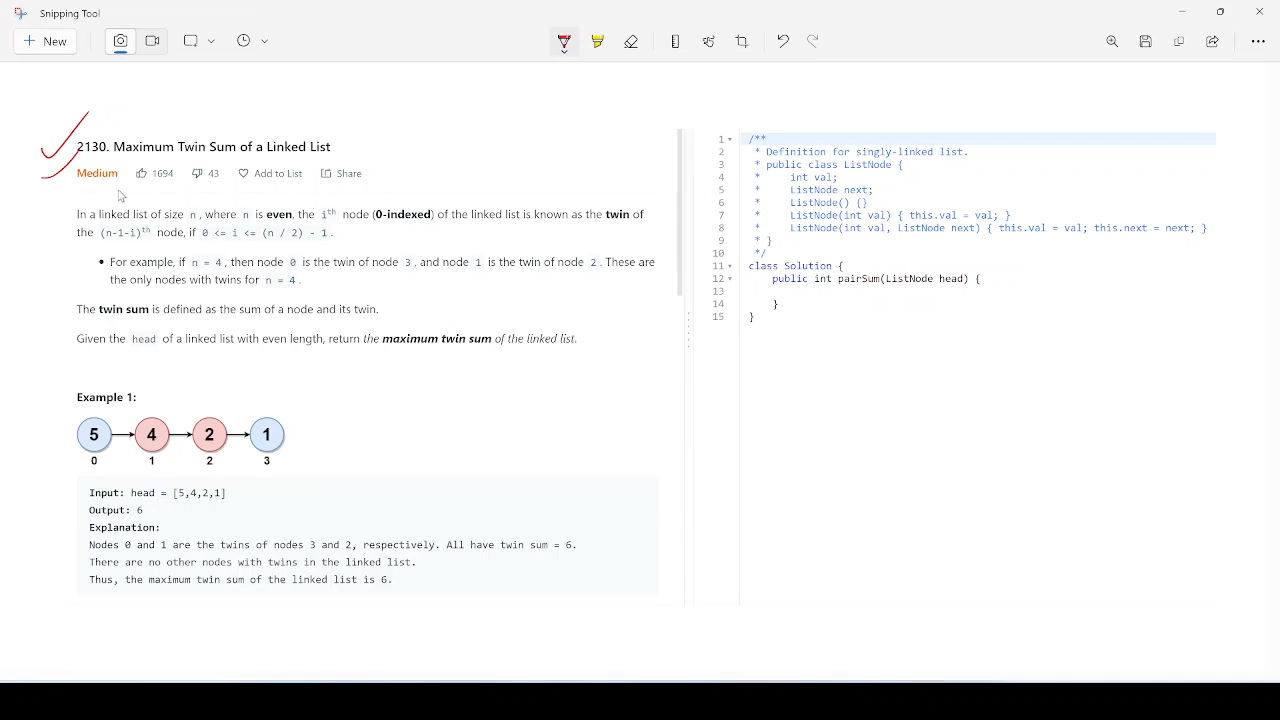 Snipping Tool
New
2130. Maximum Twin Sum of a Linked List
Medium 1694 43 Add to List Share
In a linked list of size n, where n is even, the ith node (0-indexed) of the linked list is known as the twin of
the (n-1-i)th node, if 0 <= i <= (n / 2) - 1.
• For example, if n = 4, then node 0 is the twin of node 3, and node 1 is the twin of node 2. These are
the only nodes with twins for n = 4.
The twin sum is defined as the sum of a node and its twin.
Given the head of a linked list with even length, return the maximum twin sum of the linked list.
Example 1:
5 4 2 1
0 1 2 3
Input: head = [5,4,2,1]
Output: 6
Explanation:
Nodes 0 and 1 are the twins of nodes 3 and 2, respectively. All have twin sum = 6.
There are no other nodes with twins in the linked list.
Thus, the maximum twin sum of the linked list is 6.
1 /**
2 * Definition for singly-linked list.
3 * public class ListNode {
4 * int val;
5 * ListNode next;
6 * ListNode() {}
7 * ListNode(int val) { this.val = val; }
8 * ListNode(int val, ListNode next) { this.val = val; this.next = next; }
9 * }
10 */
11 class Solution {
12 public int pairSum(ListNode head) {
13
14 }
15 }